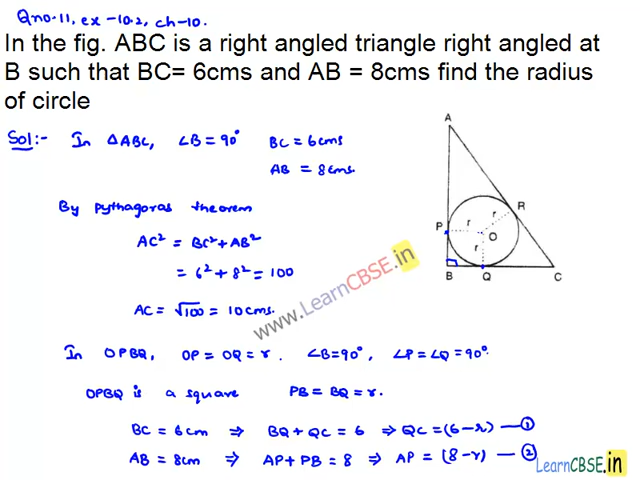 Qno.11, ex-10.2, ch-10.
In the fig. ABC is a right angled triangle right angled at
B such that BC= 6cms and AB = 8cms find the radius
of circle
Sol:- In ΔABC, ∠B = 90° BC = 6cms
AB = 8cms.
By pythagoras theorem
AC² = BC² + AB²
= 6² + 8² = 100
AC = √100 = 10cms.
In OPBQ, OP = OQ = r. ∠B = 90°, ∠P = ∠Q = 90°
OPBQ is a square PB = BQ = r.
BC = 6cm ⇒ BQ + QC = 6 ⇒ QC = (6-r) — ①
AB = 8cm ⇒ AP + PB = 8 ⇒ AP = (8-r) — ②
A
R
P
r
r
O
r
B
Q
C
www.LearnCBSE.in
LearnCBSE.in